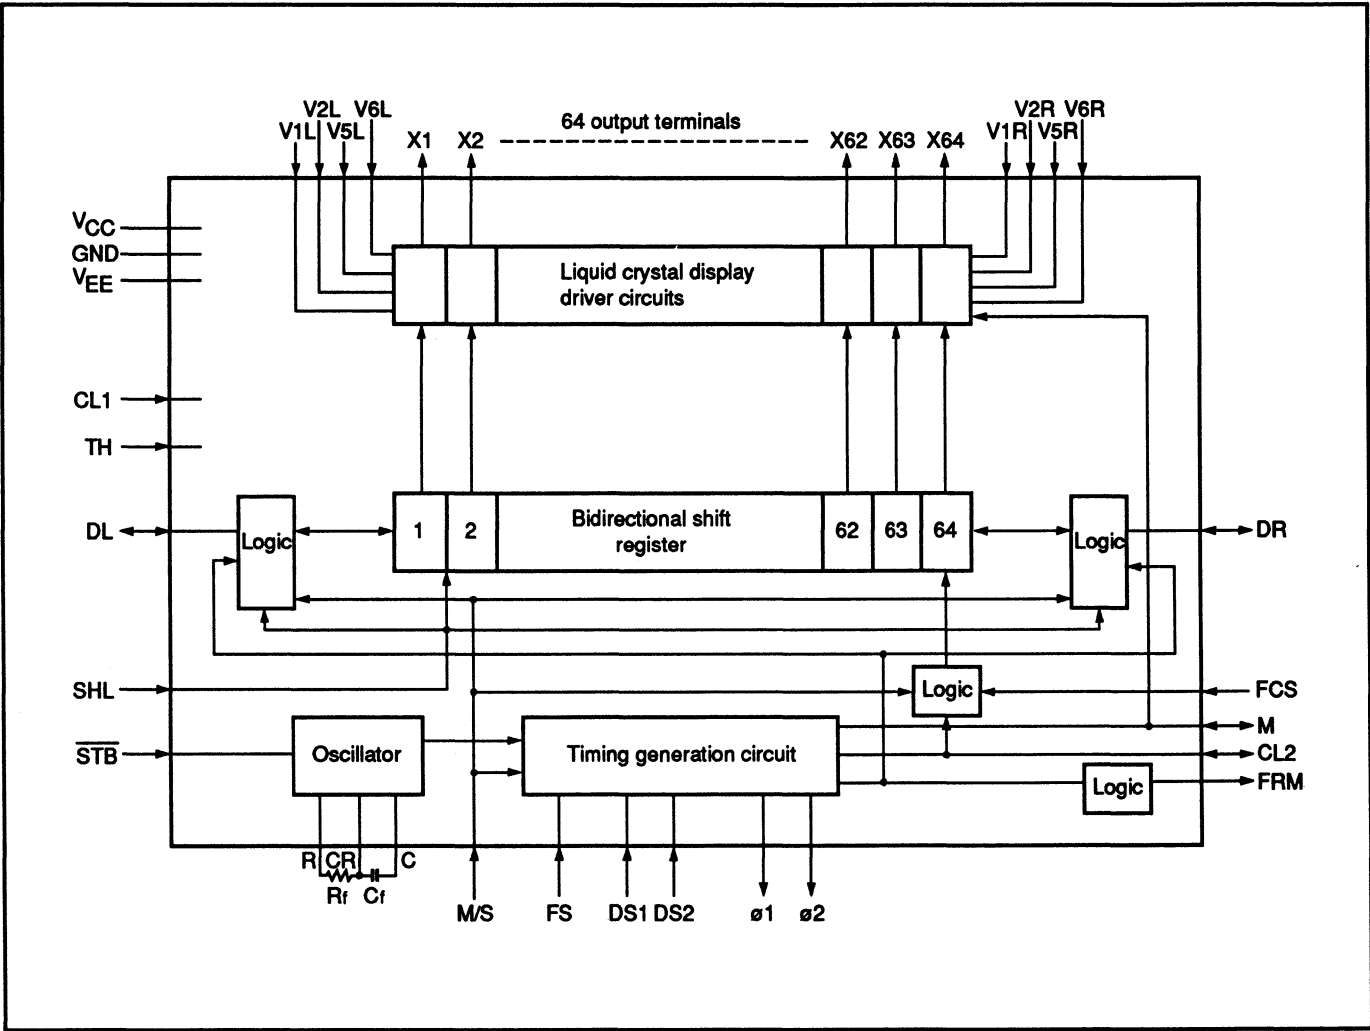 V2L V6L
V1L V5L
X1 X2
64 output terminals
X62 X63 X64
V2R V6R
V1R V5R
VCC
GND
VEE
Liquid crystal display
driver circuits
CL1
TH
DL
Logic
1 2
Bidirectional shift
register
62 63 64
Logic
DR
SHL
Logic
FCS
M
STB
Oscillator
Timing generation circuit
CL2
Logic
FRM
R CR C
Rf Cf
M/S FS DS1 DS2 ø1 ø2